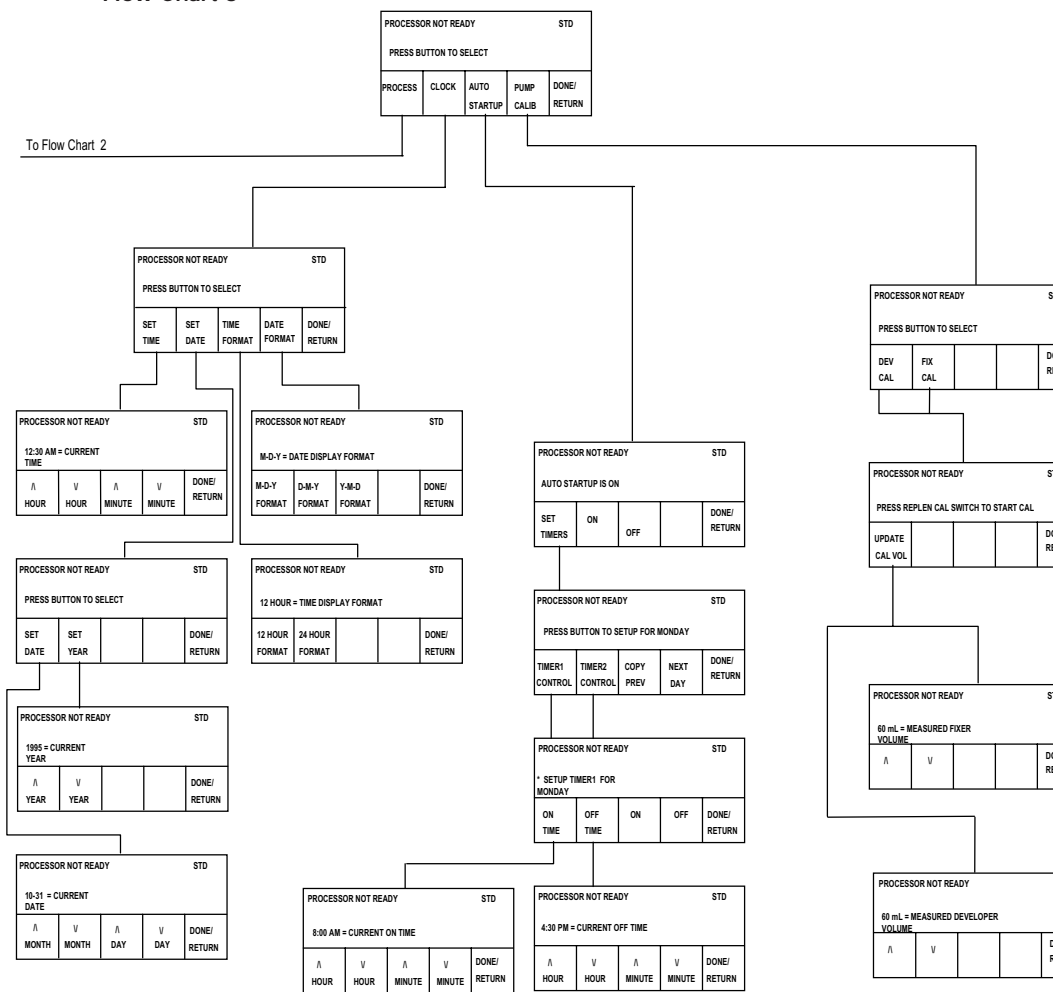 PROCESSOR NOT READY STD
PRESS BUTTON TO SELECT
PROCESS CLOCK AUTO STARTUP PUMP CALIB DONE/ RETURN
To Flow Chart 2
PROCESSOR NOT READY STD
PRESS BUTTON TO SELECT
SET TIME SET DATE TIME FORMAT DATE FORMAT DONE/ RETURN
PROCESSOR NOT READY
PRESS BUTTON TO SELECT
DEV CAL FIX CAL
PROCESSOR NOT READY STD
12:30 AM = CURRENT
TIME
/\ HOUR \/ HOUR /\ MINUTE \/ MINUTE DONE/ RETURN
PROCESSOR NOT READY STD
M-D-Y = DATE DISPLAY FORMAT
M-D-Y FORMAT D-M-Y FORMAT Y-M-D FORMAT DONE/ RETURN
PROCESSOR NOT READY STD
AUTO STARTUP IS ON
SET TIMERS ON OFF DONE/ RETURN
PROCESSOR NOT READY
PRESS REPLEN CAL SWITCH TO START CAL
UPDATE CAL VOL
PROCESSOR NOT READY STD
PRESS BUTTON TO SELECT
SET DATE SET YEAR DONE/ RETURN
PROCESSOR NOT READY STD
12 HOUR = TIME DISPLAY FORMAT
12 HOUR FORMAT 24 HOUR FORMAT DONE/ RETURN
PROCESSOR NOT READY STD
PRESS BUTTON TO SETUP FOR MONDAY
TIMER1 CONTROL TIMER2 CONTROL COPY PREV NEXT DAY DONE/ RETURN
PROCESSOR NOT READY STD
1995 = CURRENT
YEAR
/\ YEAR \/ YEAR DONE/ RETURN
PROCESSOR NOT READY STD
* SETUP TIMER1 FOR
MONDAY
ON TIME OFF TIME ON OFF DONE/ RETURN
PROCESSOR NOT READY
60 mL = MEASURED FIXER
VOLUME
/\ \/
PROCESSOR NOT READY STD
10-31 = CURRENT
DATE
/\ MONTH \/ MONTH /\ DAY \/ DAY DONE/ RETURN
PROCESSOR NOT READY STD
8:00 AM = CURRENT ON TIME
/\ HOUR \/ HOUR /\ MINUTE \/ MINUTE DONE/ RETURN
PROCESSOR NOT READY STD
4:30 PM = CURRENT OFF TIME
/\ HOUR \/ HOUR /\ MINUTE \/ MINUTE DONE/ RETURN
PROCESSOR NOT READY
60 mL = MEASURED DEVELOPER
VOLUME
/\ \/